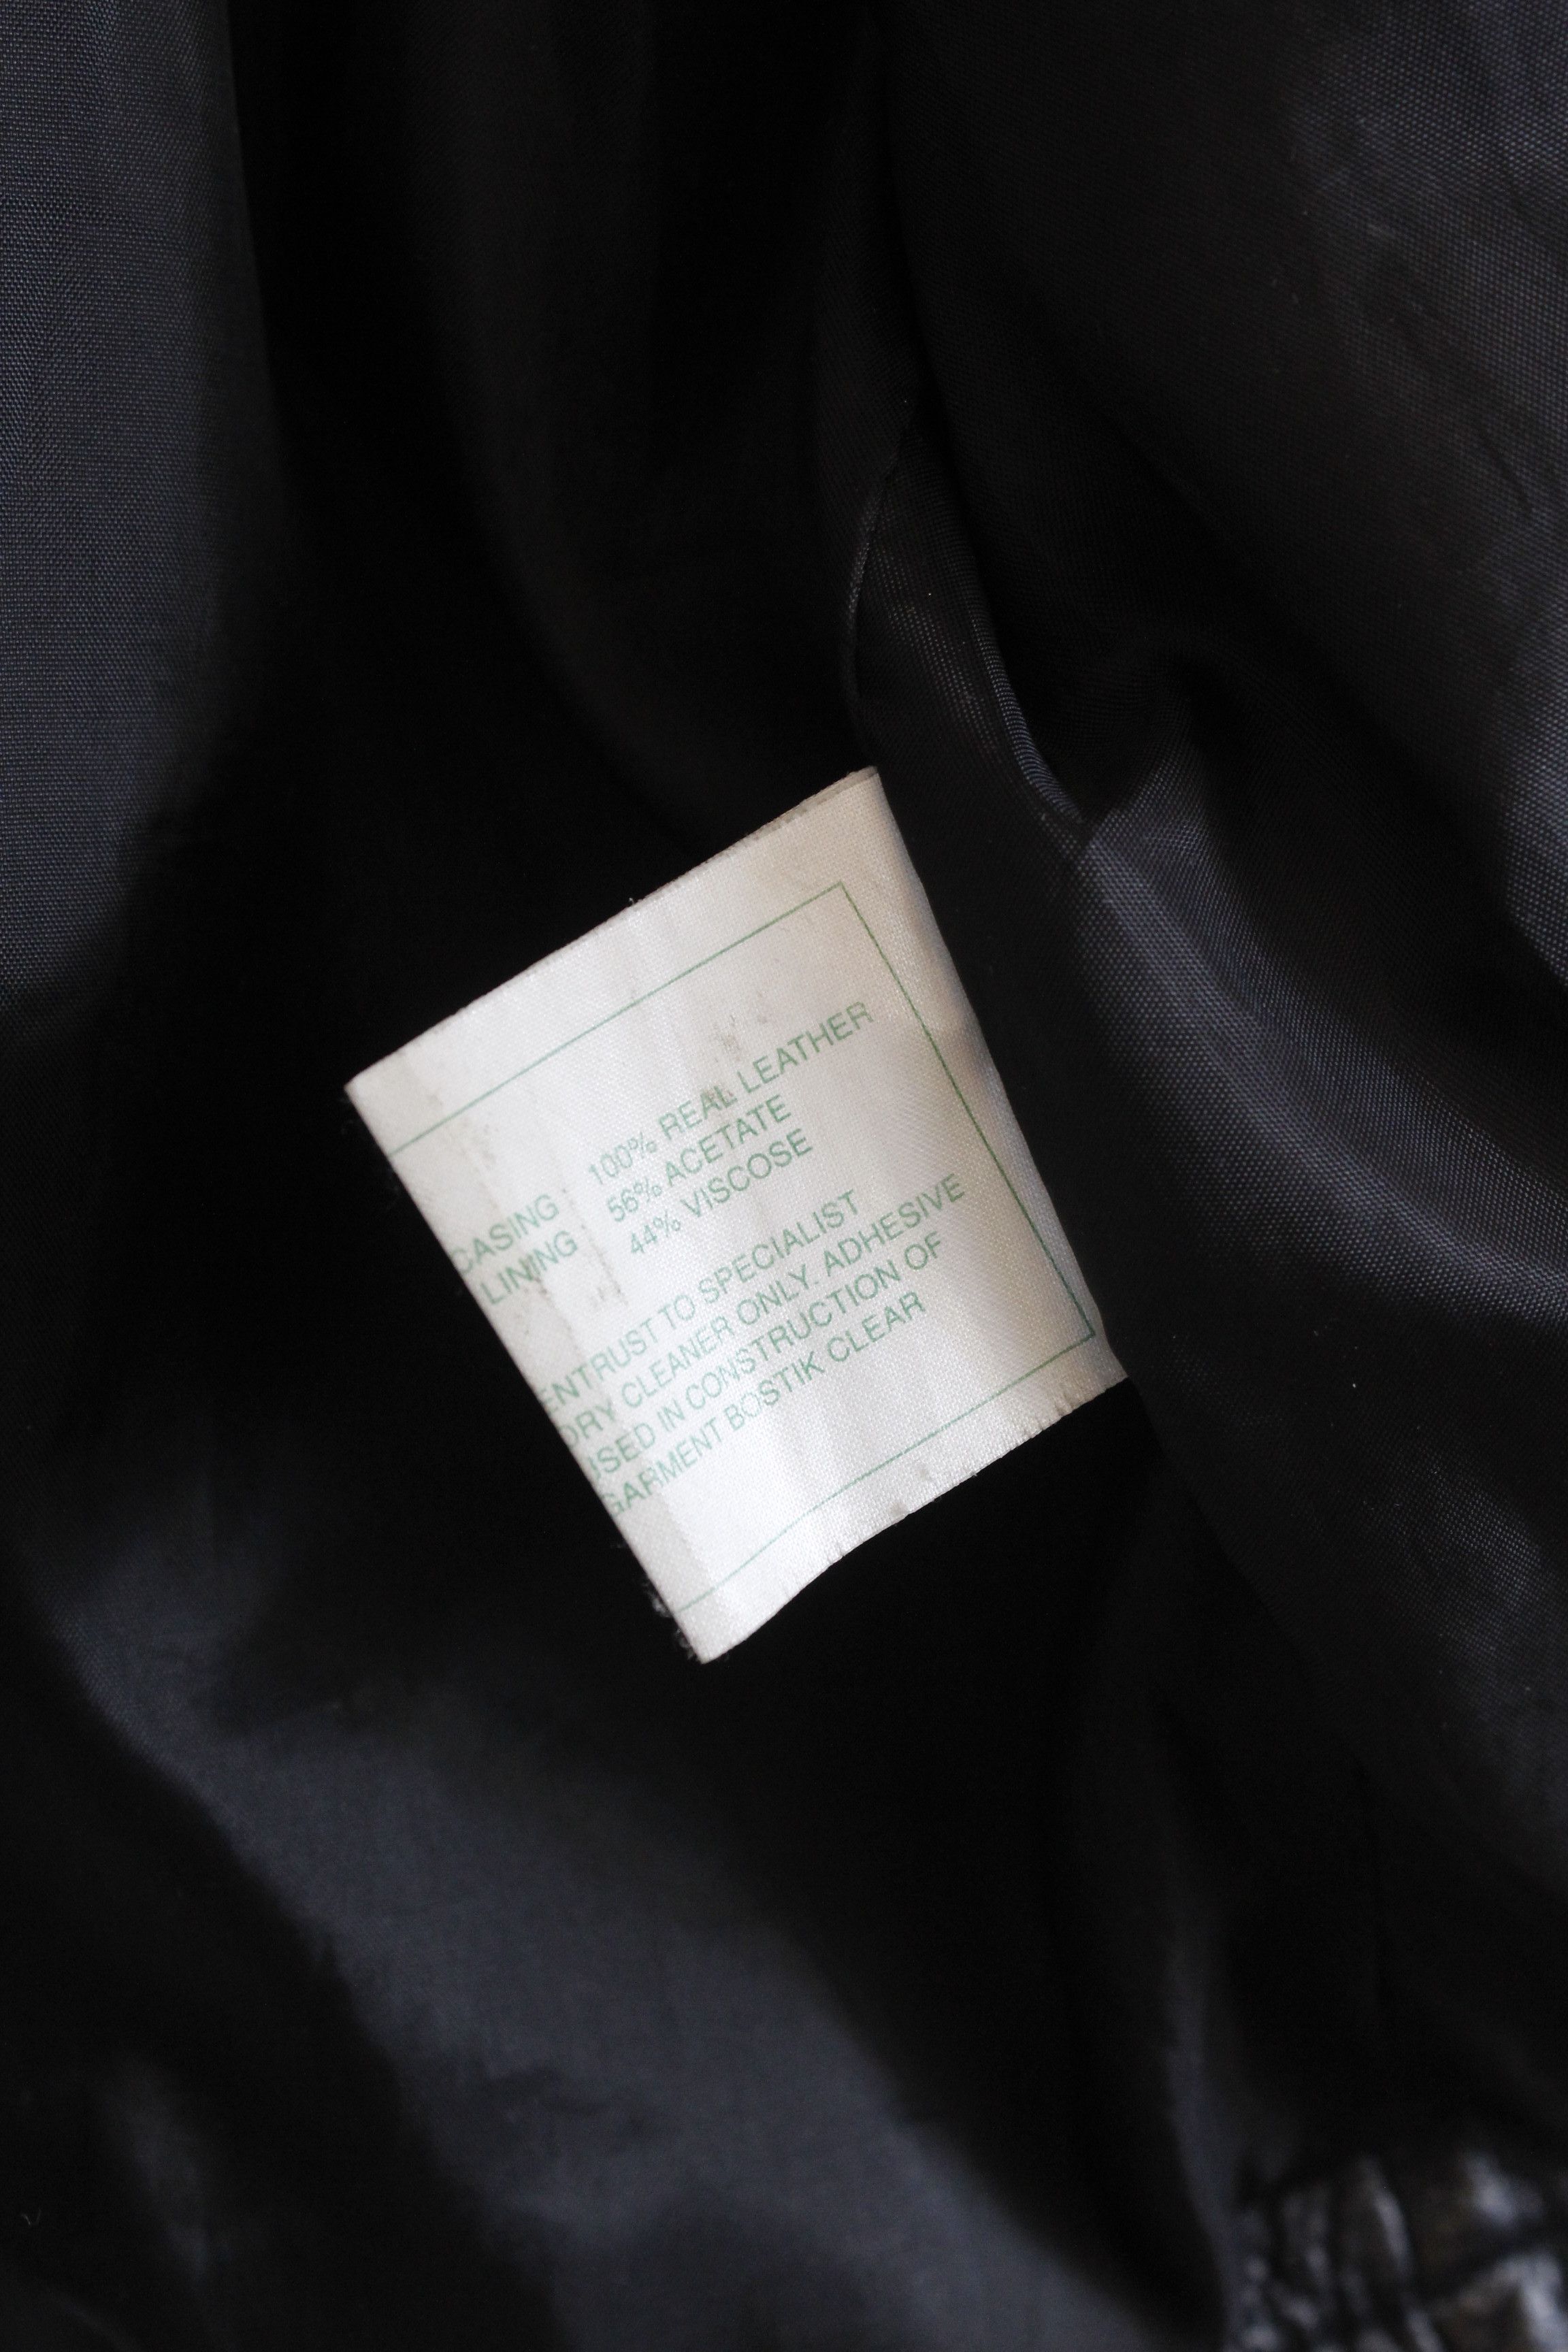 CASING 100% REAL LEATHER
LINING 56% ACETATE
44% VISCOSE
ENTRUST TO SPECIALIST
DRY CLEANER ONLY. ADHESIVE
USED IN CONSTRUCTION OF
GARMENT BOSTIK CLEAR